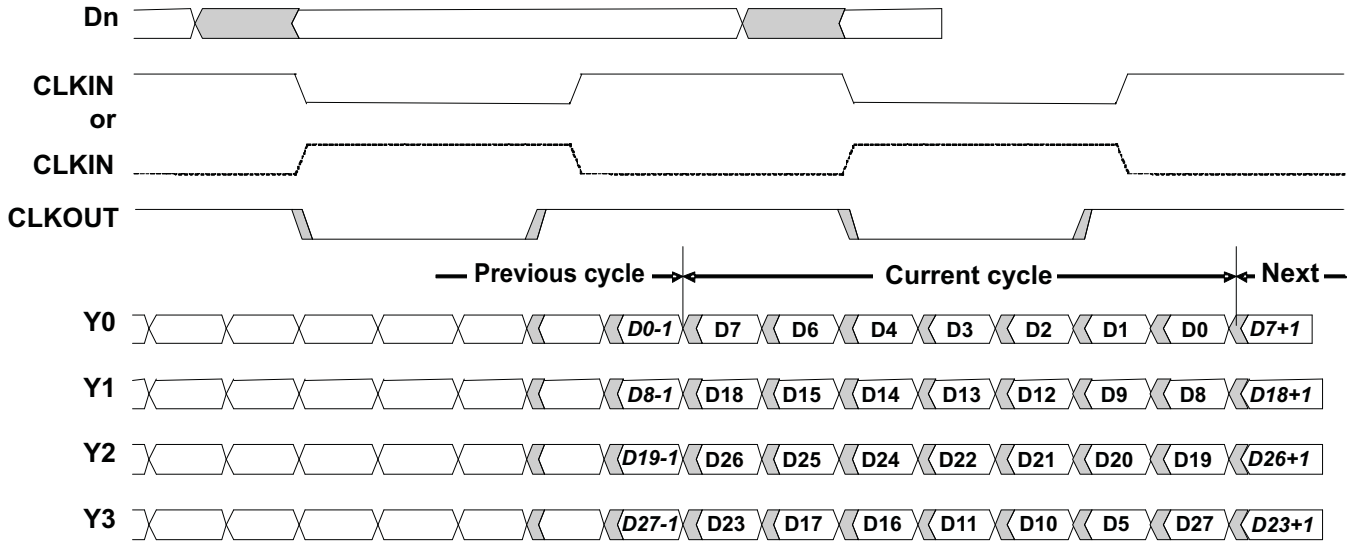 Dn
CLKIN
or
CLKIN
CLKOUT
Previous cycle Current cycle Next
Y0 D0-1 D7 D6 D4 D3 D2 D1 D0 D7+1
Y1 D8-1 D18 D15 D14 D13 D12 D9 D8 D18+1
Y2 D19-1 D26 D25 D24 D22 D21 D20 D19 D26+1
Y3 D27-1 D23 D17 D16 D11 D10 D5 D27 D23+1